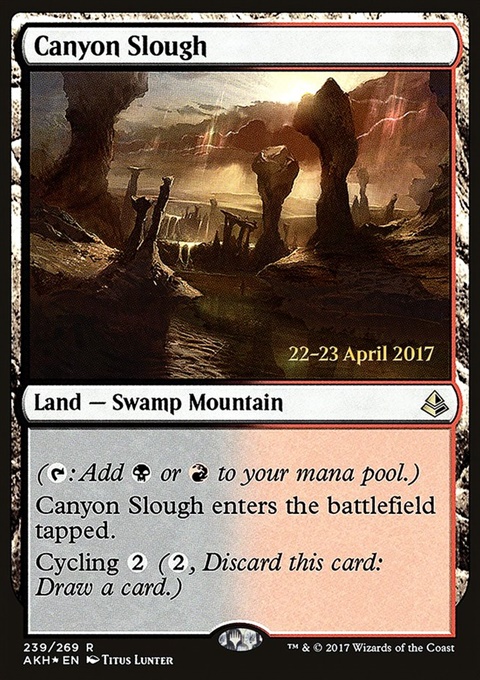 Canyon Slough
22–23 April 2017
Land — Swamp Mountain
(: Add or to your mana pool.)
Canyon Slough enters the battlefield
tapped.
Cycling 2 (2, Discard this card:
Draw a card.)
239/269 R
AKH★EN Titus Lunter
™ & © 2017 Wizards of the Coast